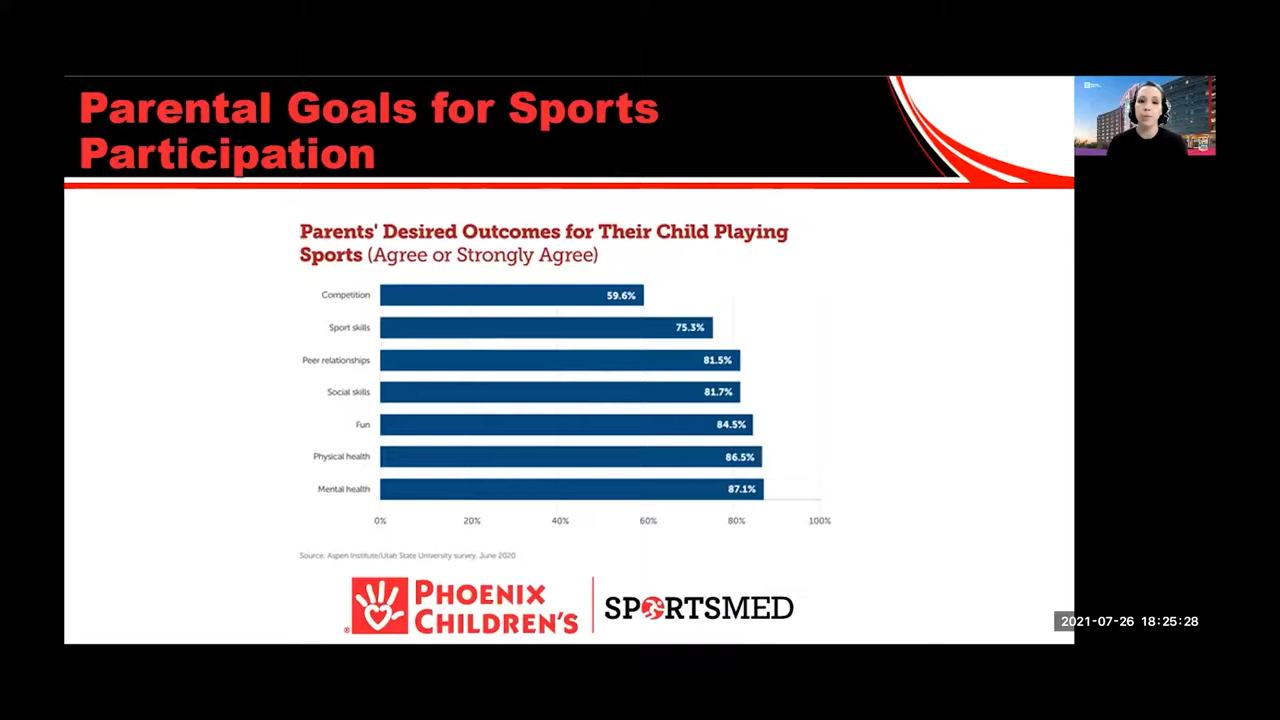 Parental Goals for Sports
Participation
Parents' Desired Outcomes for Their Child Playing
Sports (Agree or Strongly Agree)
Competition 59.6%
Sport skills 75.3%
Peer relationships 81.5%
Social skills 81.7%
Fun 84.5%
Physical health 86.5%
Mental health 87.1%
0% 20% 40% 60% 80% 100%
Source: Aspen Institute/Utah State University survey, June 2020
PHOENIX
CHILDREN'S
®
SPORTSMED
2021-07-26 18:25:28